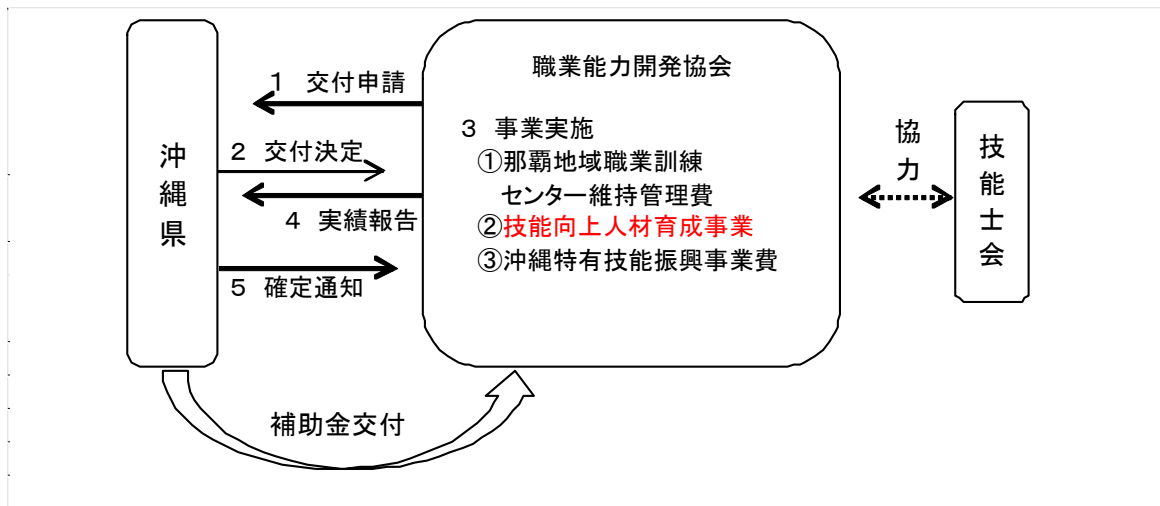 沖縄県
1　交付申請
2　交付決定
4　実績報告
5　確定通知
職業能力開発協会
3　事業実施
①那覇地域職業訓練
センター維持管理費
②技能向上人材育成事業
③沖縄特有技能振興事業費
協力
技能士会
補助金交付